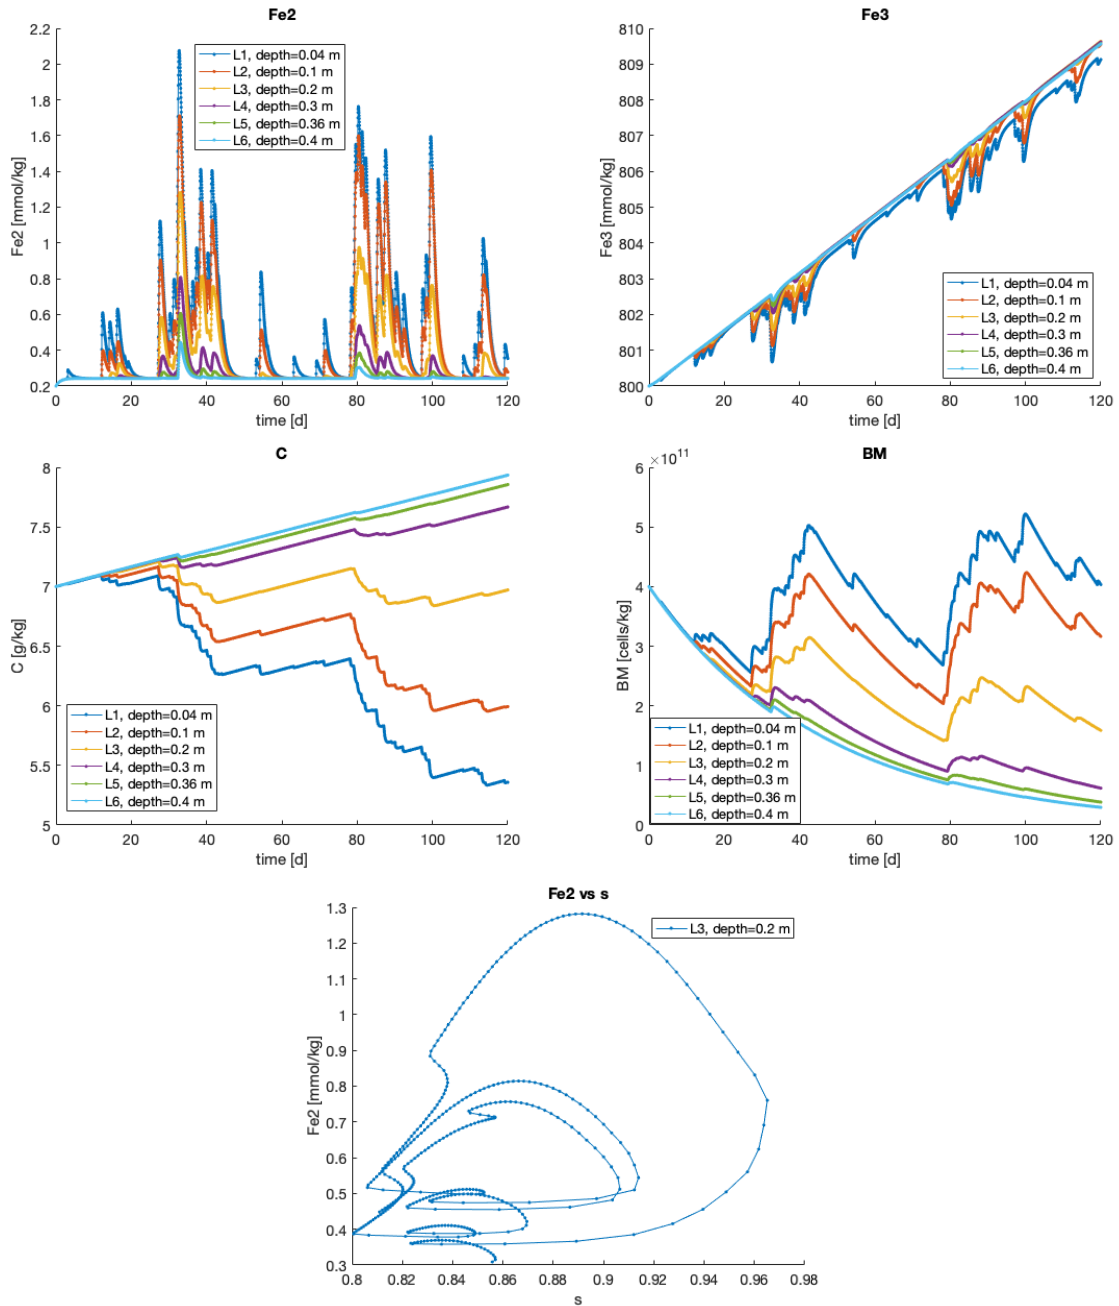 Fe2
Fe2 [mmol/kg]
2.2
2
1.8
1.6
1.4
1.2
1
0.8
0.6
0.4
0.2
L1, depth=0.04 m
L2, depth=0.1 m
L3, depth=0.2 m
L4, depth=0.3 m
L5, depth=0.36 m
L6, depth=0.4 m
0 20 40 60 80 100 120
time [d]
Fe3
Fe3 [mmol/kg]
810
809
808
807
806
805
804
803
802
801
800
L1, depth=0.04 m
L2, depth=0.1 m
L3, depth=0.2 m
L4, depth=0.3 m
L5, depth=0.36 m
L6, depth=0.4 m
0 20 40 60 80 100 120
time [d]
C
C [g/kg]
8
7.5
7
6.5
6
5.5
5
L1, depth=0.04 m
L2, depth=0.1 m
L3, depth=0.2 m
L4, depth=0.3 m
L5, depth=0.36 m
L6, depth=0.4 m
0 20 40 60 80 100 120
time [d]
BM
×10^11
BM [cells/kg]
6
5
4
3
2
1
0
L1, depth=0.04 m
L2, depth=0.1 m
L3, depth=0.2 m
L4, depth=0.3 m
L5, depth=0.36 m
L6, depth=0.4 m
0 20 40 60 80 100 120
time [d]
Fe2 vs s
Fe2 [mmol/kg]
1.3
1.2
1.1
1
0.9
0.8
0.7
0.6
0.5
0.4
0.3
L3, depth=0.2 m
0.8 0.82 0.84 0.86 0.88 0.9 0.92 0.94 0.96 0.98
s